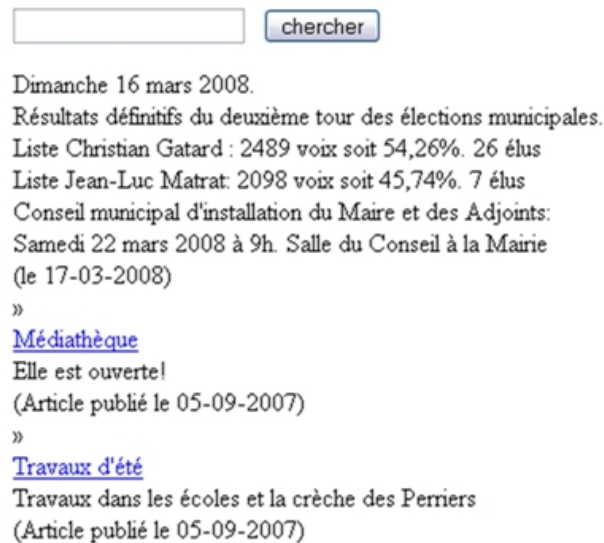 chercher
Dimanche 16 mars 2008.
Résultats définitifs du deuxième tour des élections municipales.
Liste Christian Gatard : 2489 voix soit 54,26%. 26 élus
Liste Jean-Luc Matrat: 2098 voix soit 45,74%. 7 élus
Conseil municipal d'installation du Maire et des Adjoints:
Samedi 22 mars 2008 à 9h. Salle du Conseil à la Mairie
(le 17-03-2008)
»
Médiathèque
Elle est ouverte!
(Article publié le 05-09-2007)
»
Travaux d'été
Travaux dans les écoles et la crèche des Perriers
(Article publié le 05-09-2007)